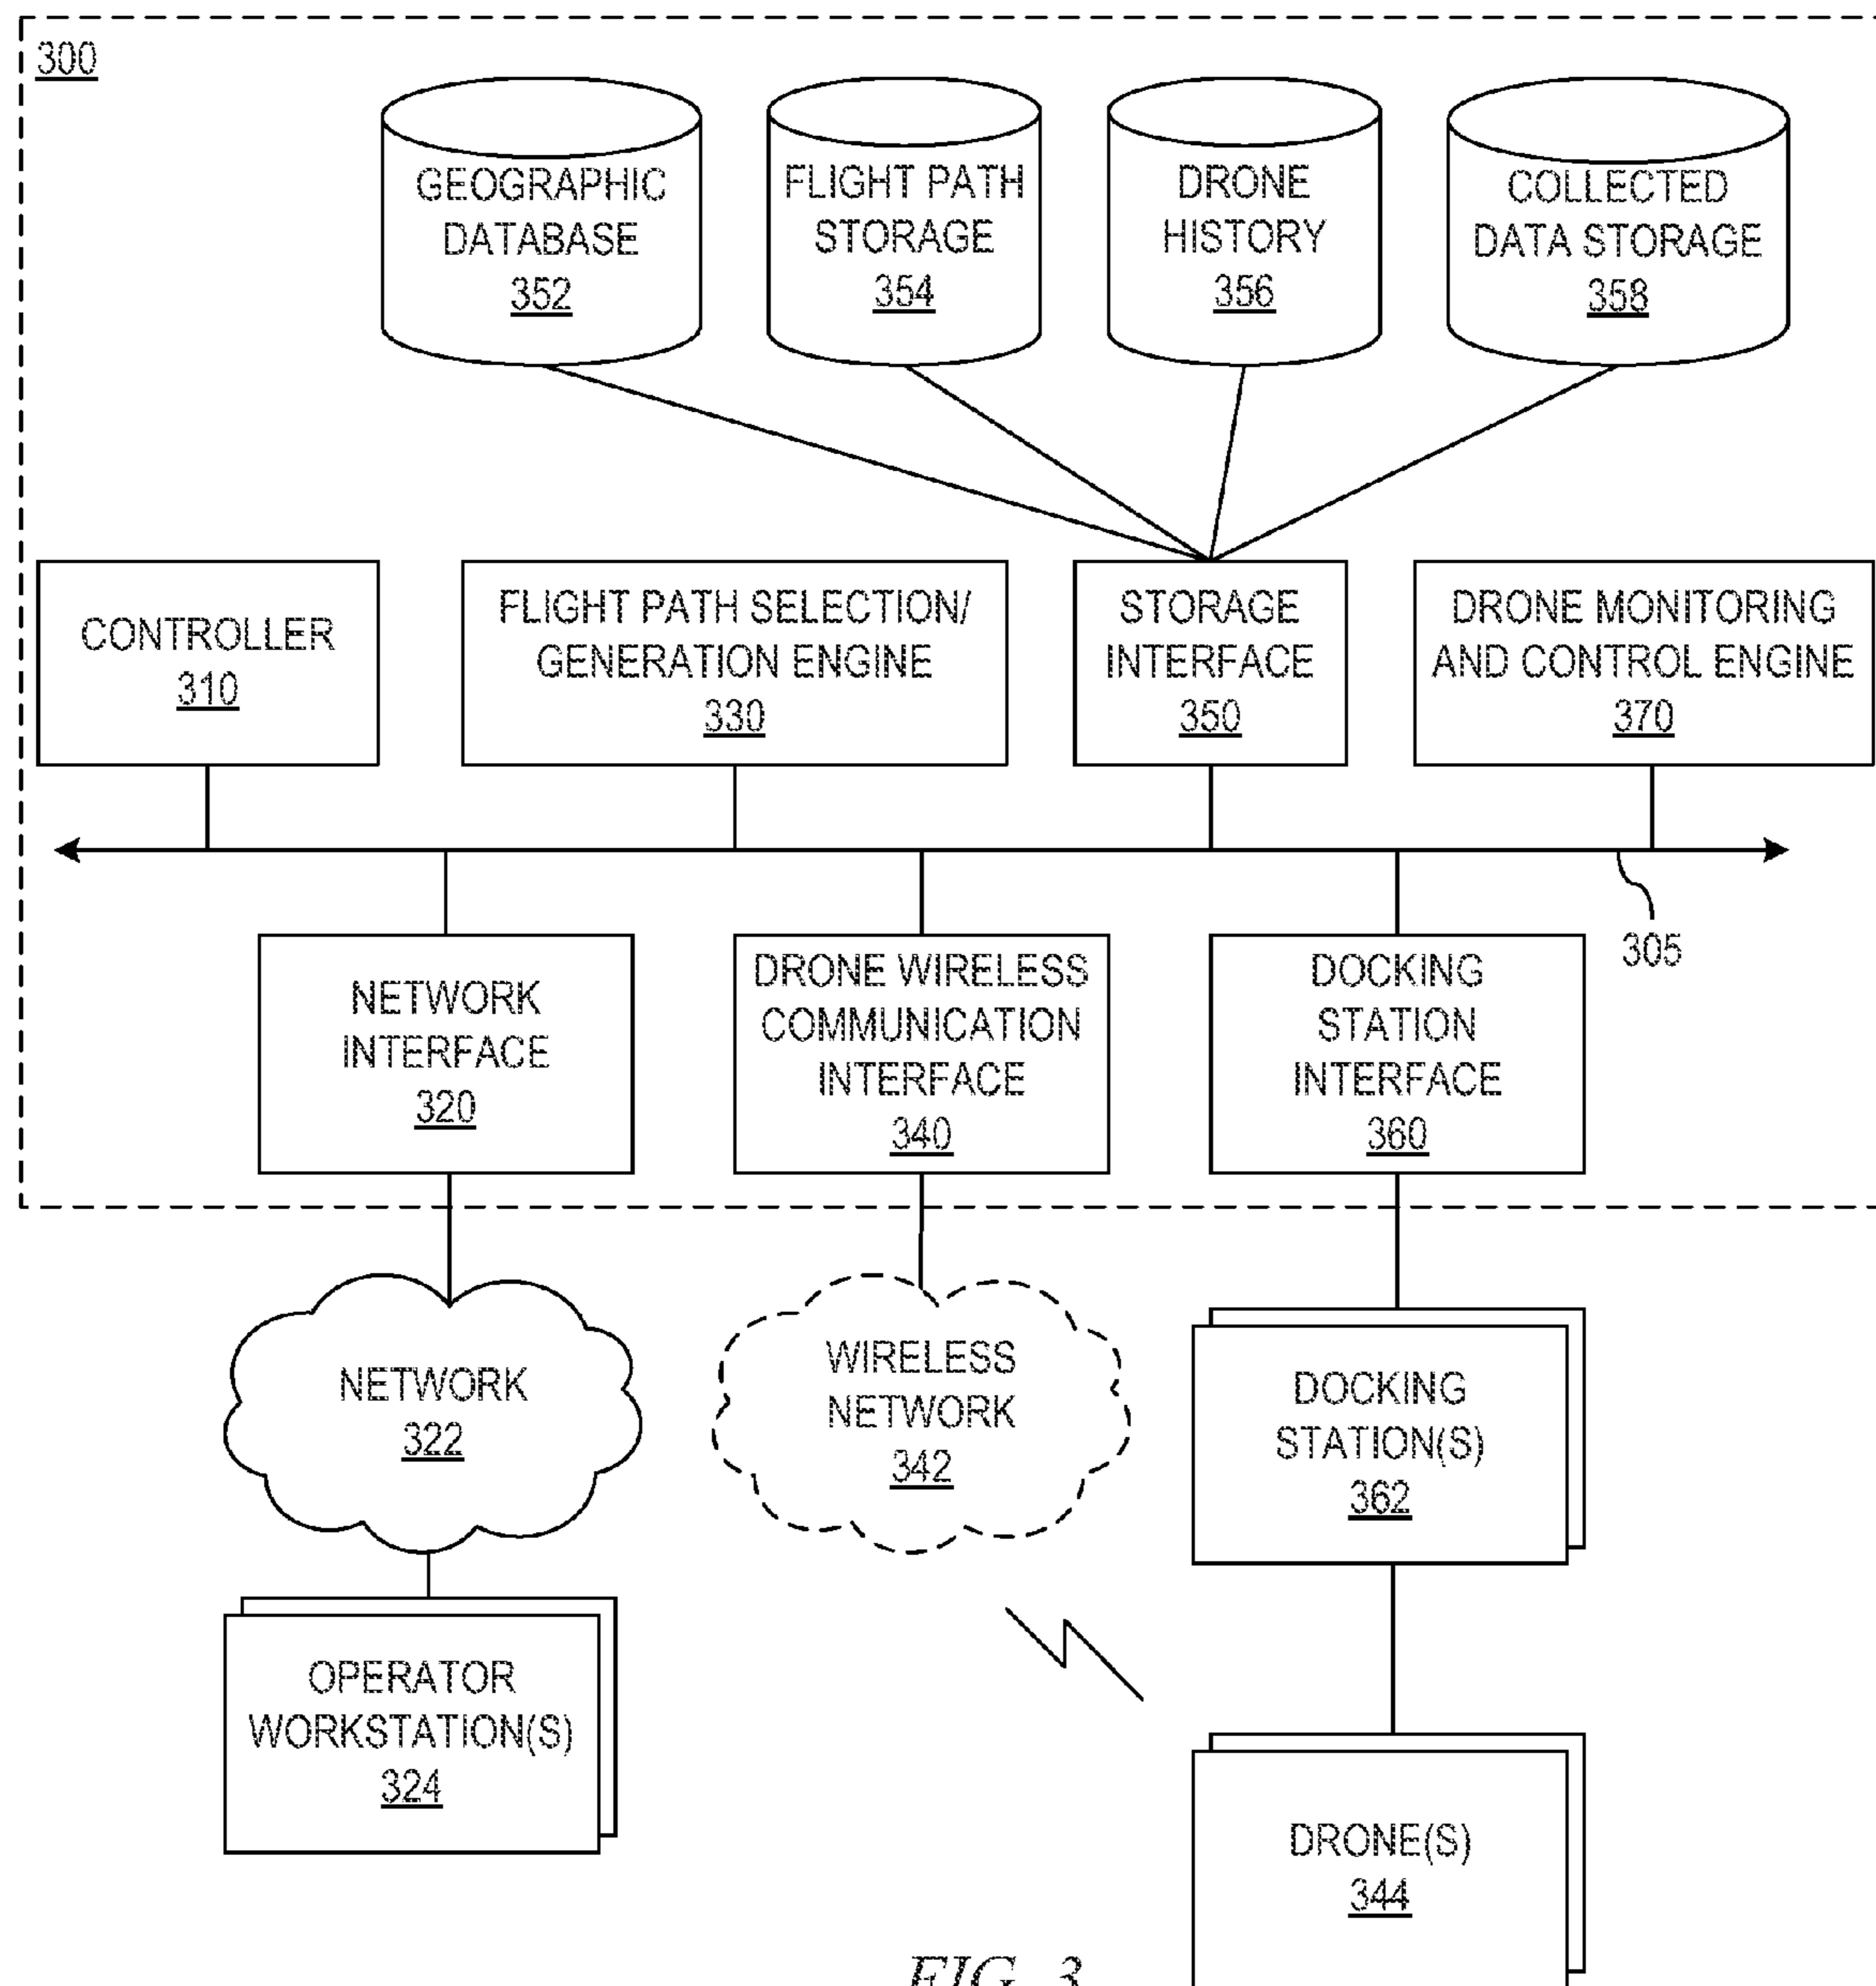 300
GEOGRAPHIC
DATABASE
352
FLIGHT PATH
STORAGE
354
DRONE
HISTORY
356
COLLECTED
DATA STORAGE
358
CONTROLLER
310
FLIGHT PATH SELECTION/
GENERATION ENGINE
330
STORAGE
INTERFACE
350
DRONE MONITORING
AND CONTROL ENGINE
370
305
NETWORK
INTERFACE
320
DRONE WIRELESS
COMMUNICATION
INTERFACE
340
DOCKING
STATION
INTERFACE
360
NETWORK
322
WIRELESS
NETWORK
342
DOCKING
STATION(S)
362
OPERATOR
WORKSTATION(S)
324
DRONE(S)
344
FIG. 3